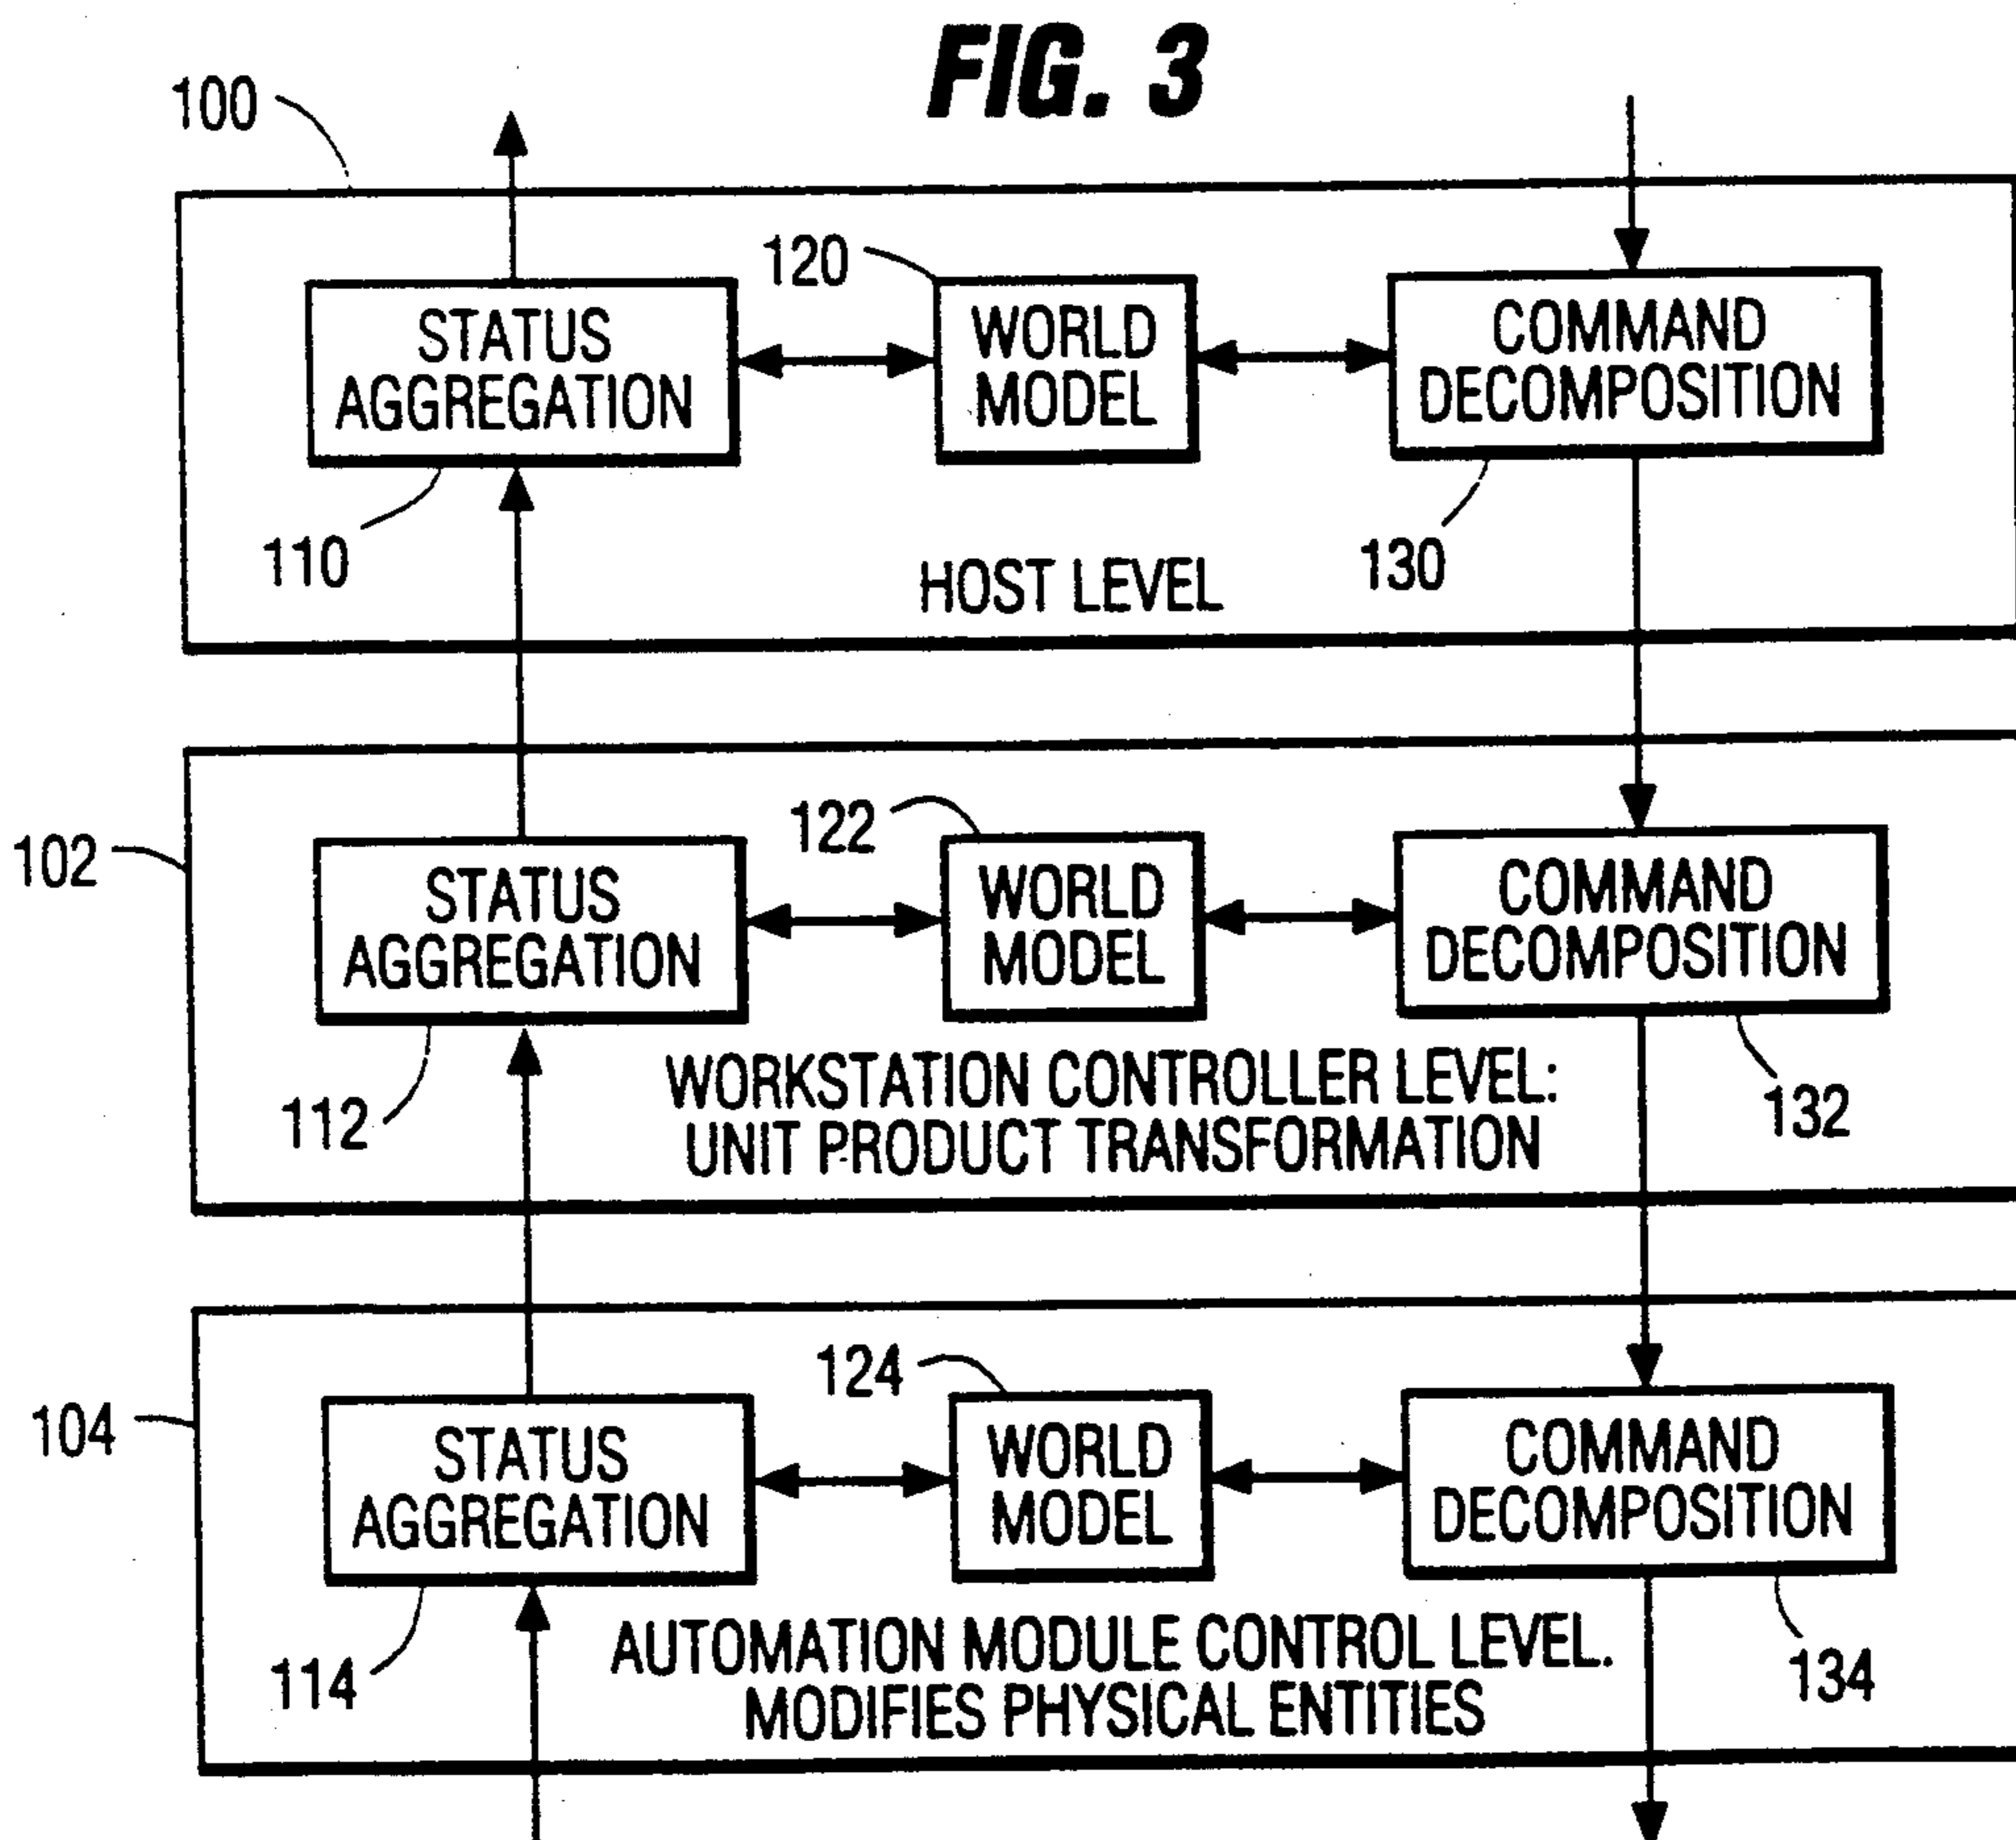 FIG. 3
100
120
STATUS
AGGREGATION
WORLD
MODEL
COMMAND
DECOMPOSITION
110
130
HOST LEVEL
102
122
STATUS
AGGREGATION
WORLD
MODEL
COMMAND
DECOMPOSITION
112
132
WORKSTATION CONTROLLER LEVEL:
UNIT PRODUCT TRANSFORMATION
104
124
STATUS
AGGREGATION
WORLD
MODEL
COMMAND
DECOMPOSITION
114
134
AUTOMATION MODULE CONTROL LEVEL.
MODIFIES PHYSICAL ENTITIES